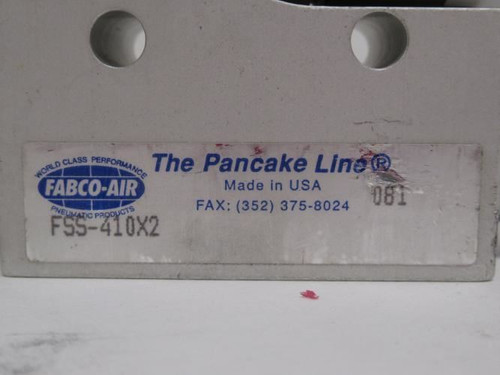 WORLD CLASS PERFORMANCE
FABCO-AIR
PNEUMATIC PRODUCTS
The Pancake Line®
Made in USA
FAX: (352) 375-8024
081
FSS-410X2